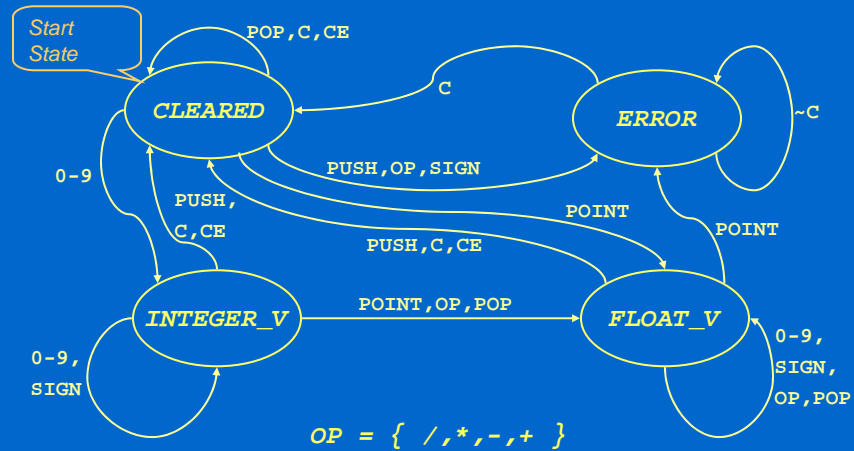 Start
State
POP,C,CE
CLEARED
C
ERROR
~C
PUSH,OP,SIGN
0-9
PUSH,
C,CE
POINT
POINT
PUSH,C,CE
INTEGER_V
POINT,OP,POP
FLOAT_V
0-9,
SIGN
0-9,
SIGN,
OP,POP
OP = { /,*,-,+ }